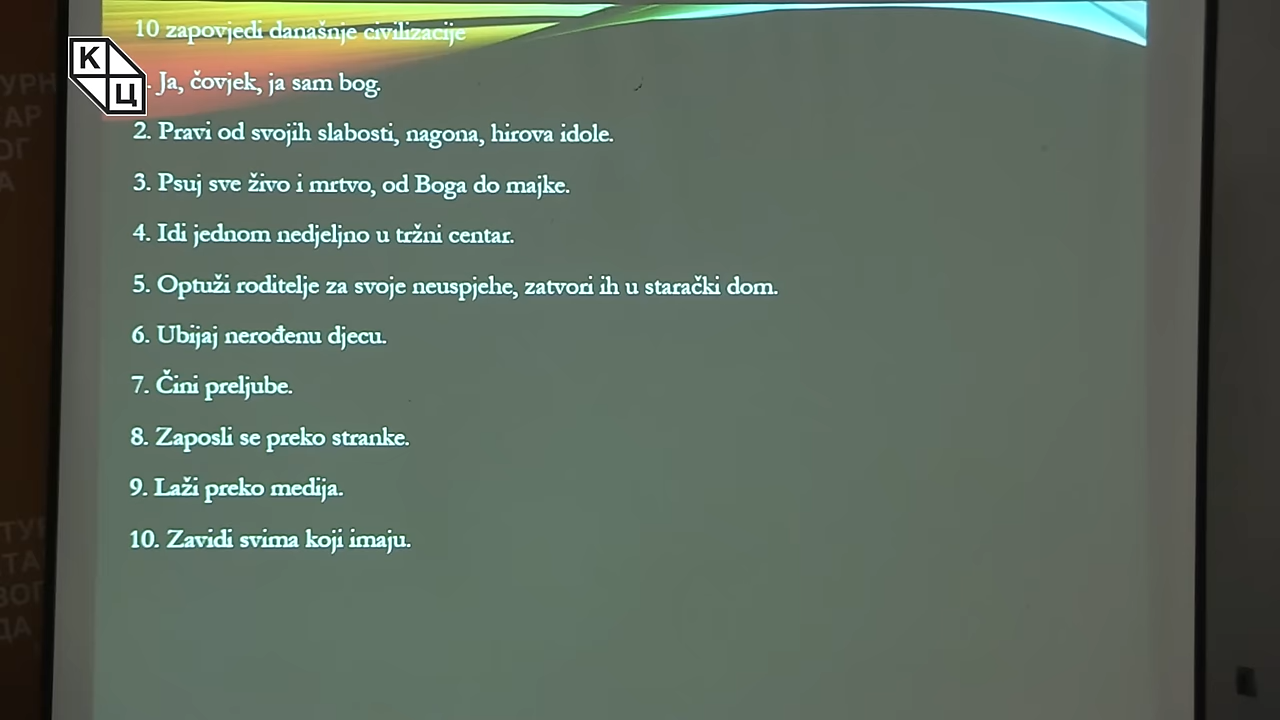 10 zapovjedi današnje civilizacije
К
Ц
. Ja, čovjek, ja sam bog.
2. Pravi od svojih slabosti, nagona, hirova idole.
3. Psuj sve živo i mrtvo, od Boga do majke.
4. Idi jednom nedjeljno u tržni centar.
5. Optuži roditelje za svoje neuspjehe, zatvori ih u starački dom.
6. Ubijaj nerođenu djecu.
7. Čini preljube.
8. Zaposli se preko stranke.
9. Laži preko medija.
10. Zavidi svima koji imaju.